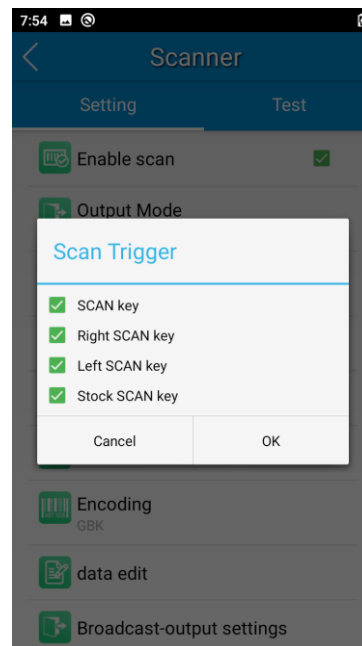 7:54
Scanner
Setting
Test
Enable scan
Output Mode
Scan Trigger
SCAN key
Right SCAN key
Left SCAN key
Stock SCAN key
Cancel
OK
Encoding
GBK
data edit
Broadcast-output settings